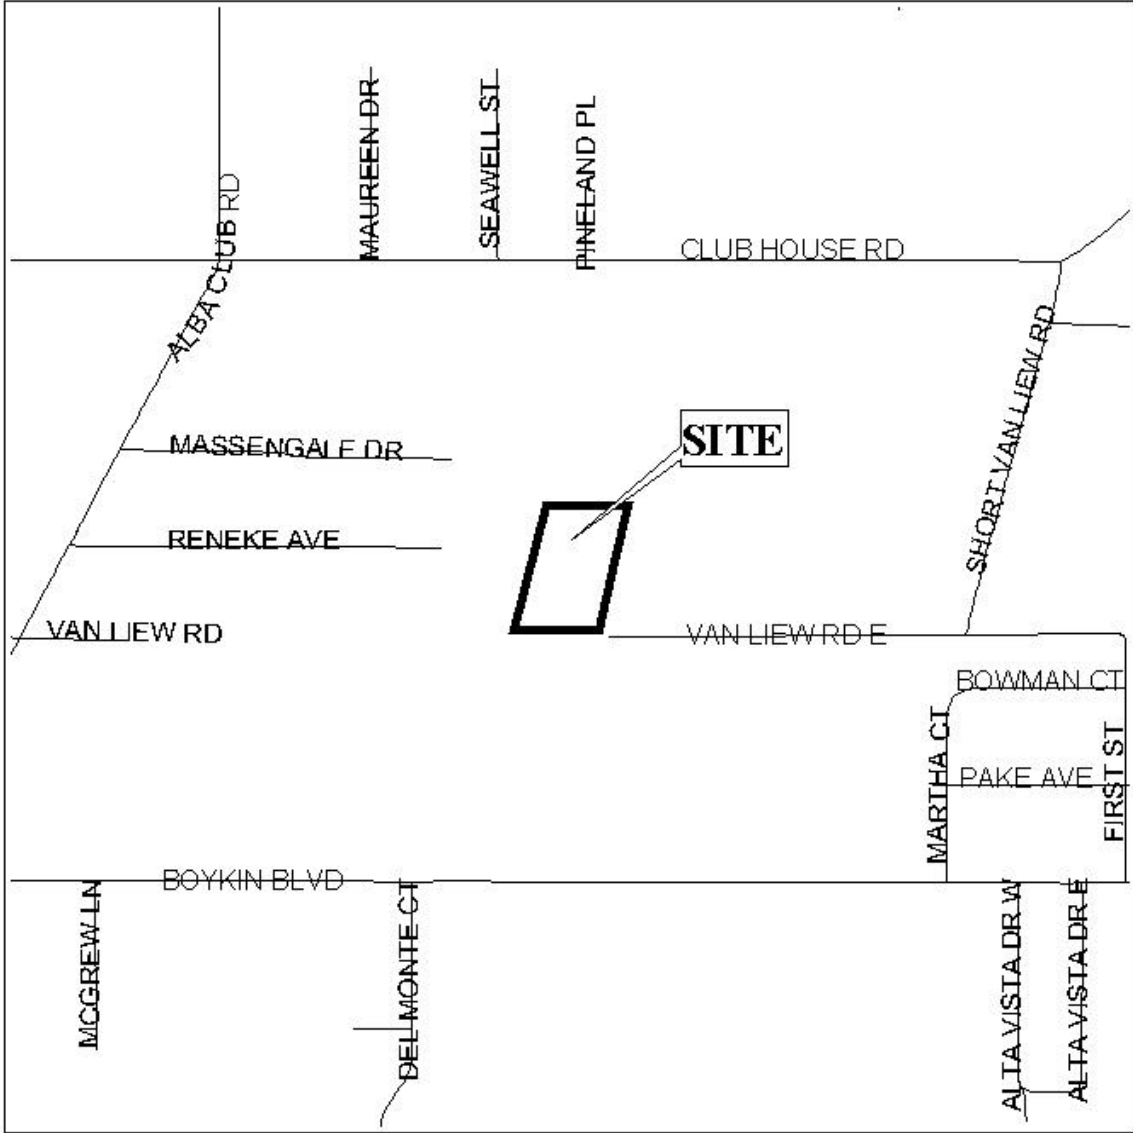 MAUREEN DR
SEAWELL ST
PINELAND PL
ALBA CLUB RD
CLUB HOUSE RD
SHORT VAN LIEW RD
MASSENGALE DR
SITE
RENEKE AVE
VAN LIEW RD
VAN LIEW RD E
BOWMAN CT
MARTHA CT
PAKE AVE
FIRST ST
BOYKIN BLVD
MCGREW LN
DEL MONTE CT
ALTA VISTA DR W
ALTA VISTA DR E